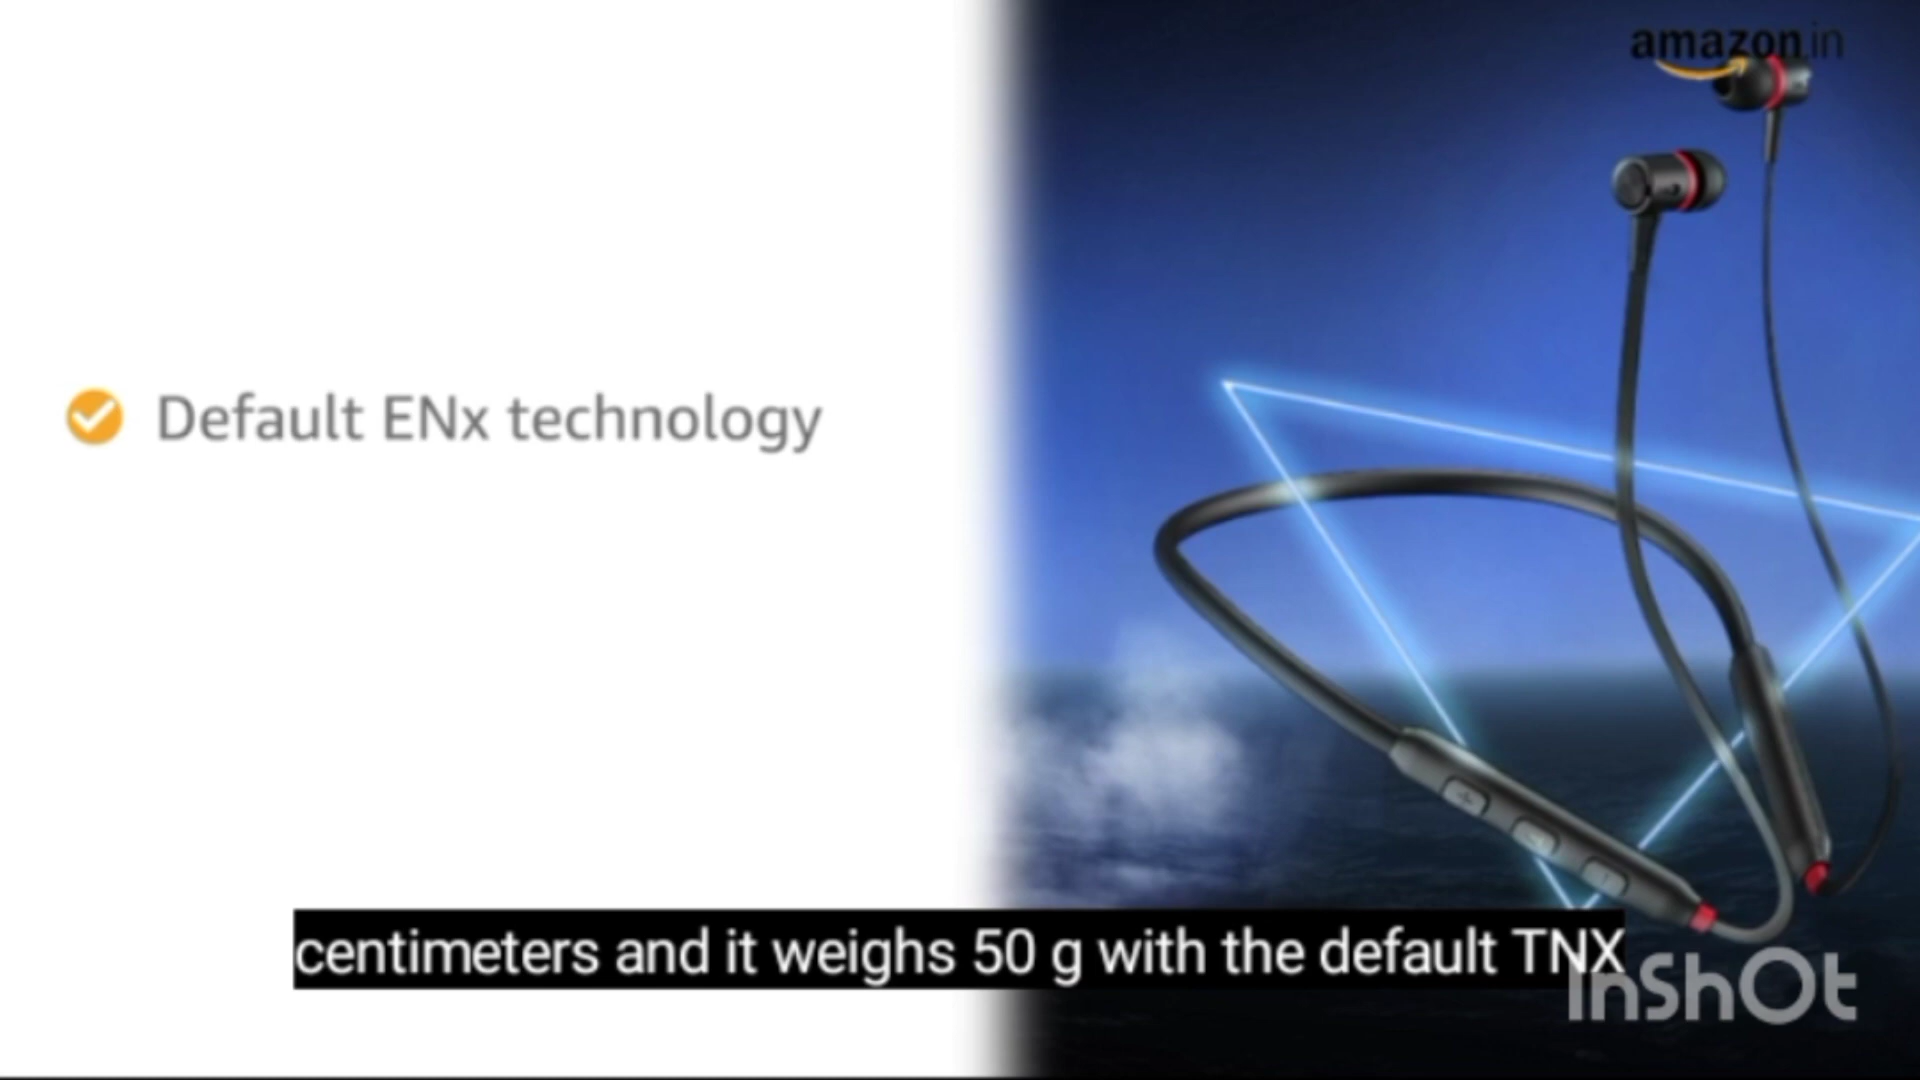 amazon.in
Default ENx technology
centimeters and it weighs 50 g with the default TNX
InShOt